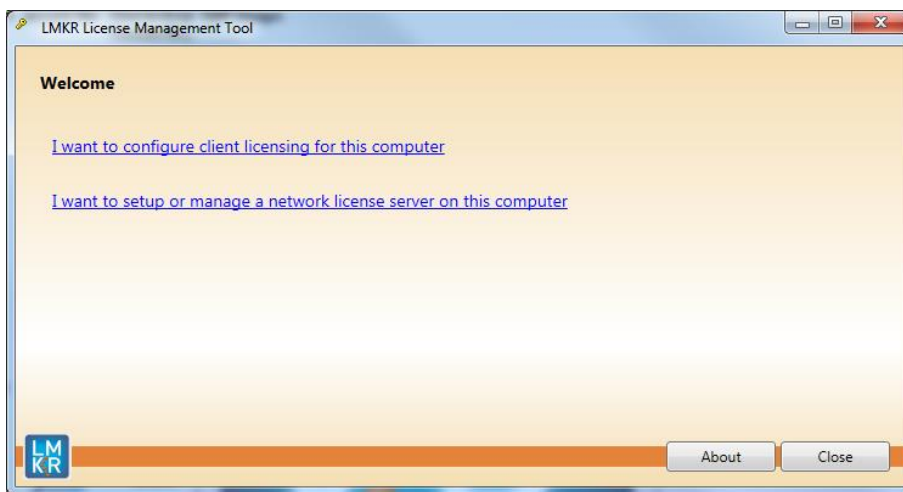 LMKR License Management Tool
Welcome
I want to configure client licensing for this computer
I want to setup or manage a network license server on this computer
LM
KR
About
Close